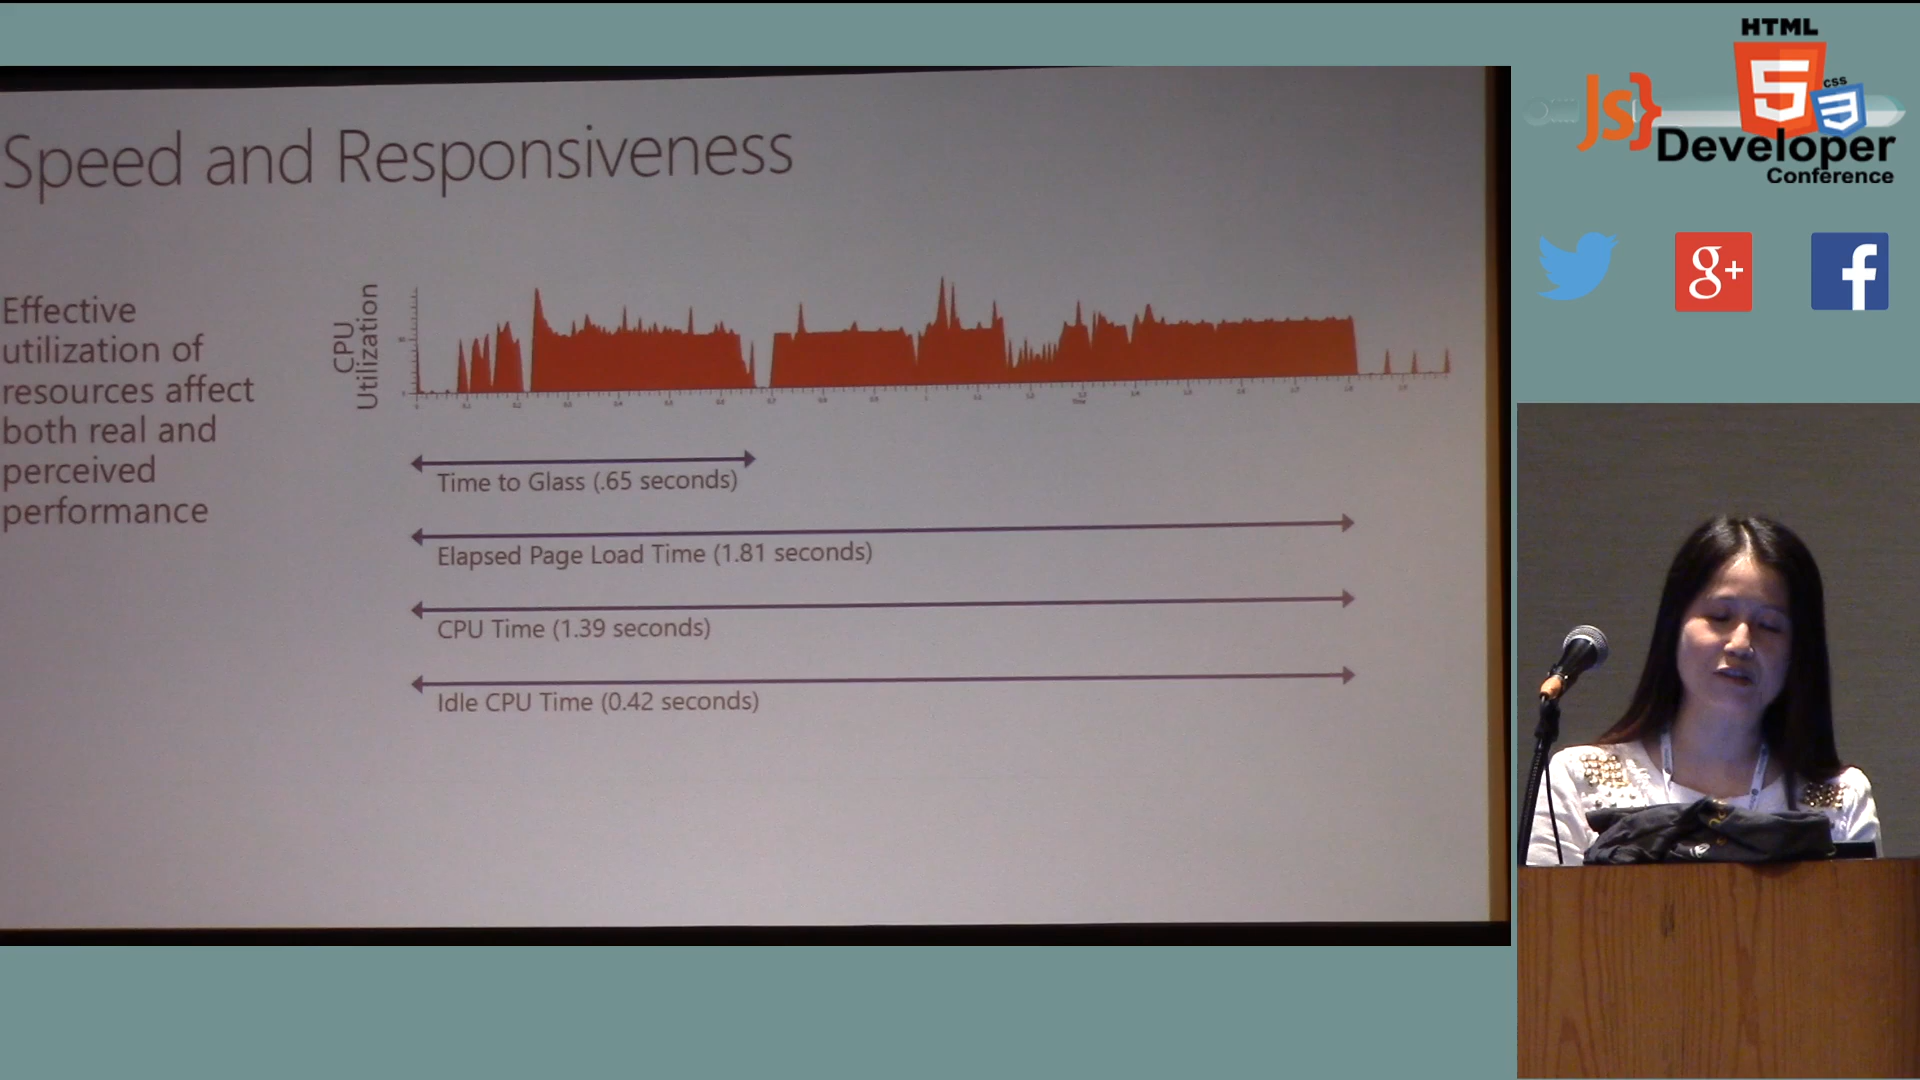 Speed and Responsiveness
Effective
utilization of
resources affect
both real and
perceived
performance
CPU
Utilization
Time to Glass (.65 seconds)
Elapsed Page Load Time (1.81 seconds)
CPU Time (1.39 seconds)
Idle CPU Time (0.42 seconds)
HTML
JS}
5
CSS
3
Developer
Conference
g+
f